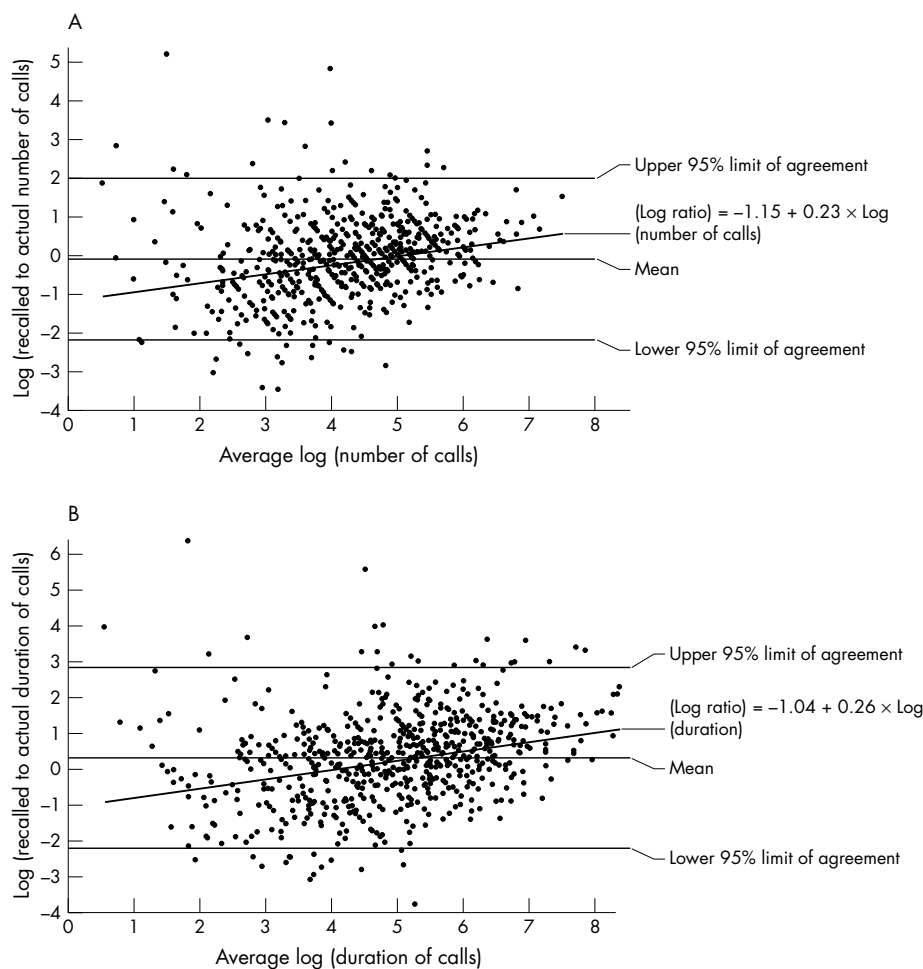 A
Log (recalled to actual number of calls)
5
4
3
2
1
0
–1
–2
–3
–4
0 1 2 3 4 5 6 7 8
Average log (number of calls)
Upper 95% limit of agreement
(Log ratio) = –1.15 + 0.23 × Log
(number of calls)
Mean
Lower 95% limit of agreement
B
Log (recalled to actual duration of calls)
6
5
4
3
2
1
0
–1
–2
–3
–4
0 1 2 3 4 5 6 7 8
Average log (duration of calls)
Upper 95% limit of agreement
(Log ratio) = –1.04 + 0.26 × Log
(duration)
Mean
Lower 95% limit of agreement